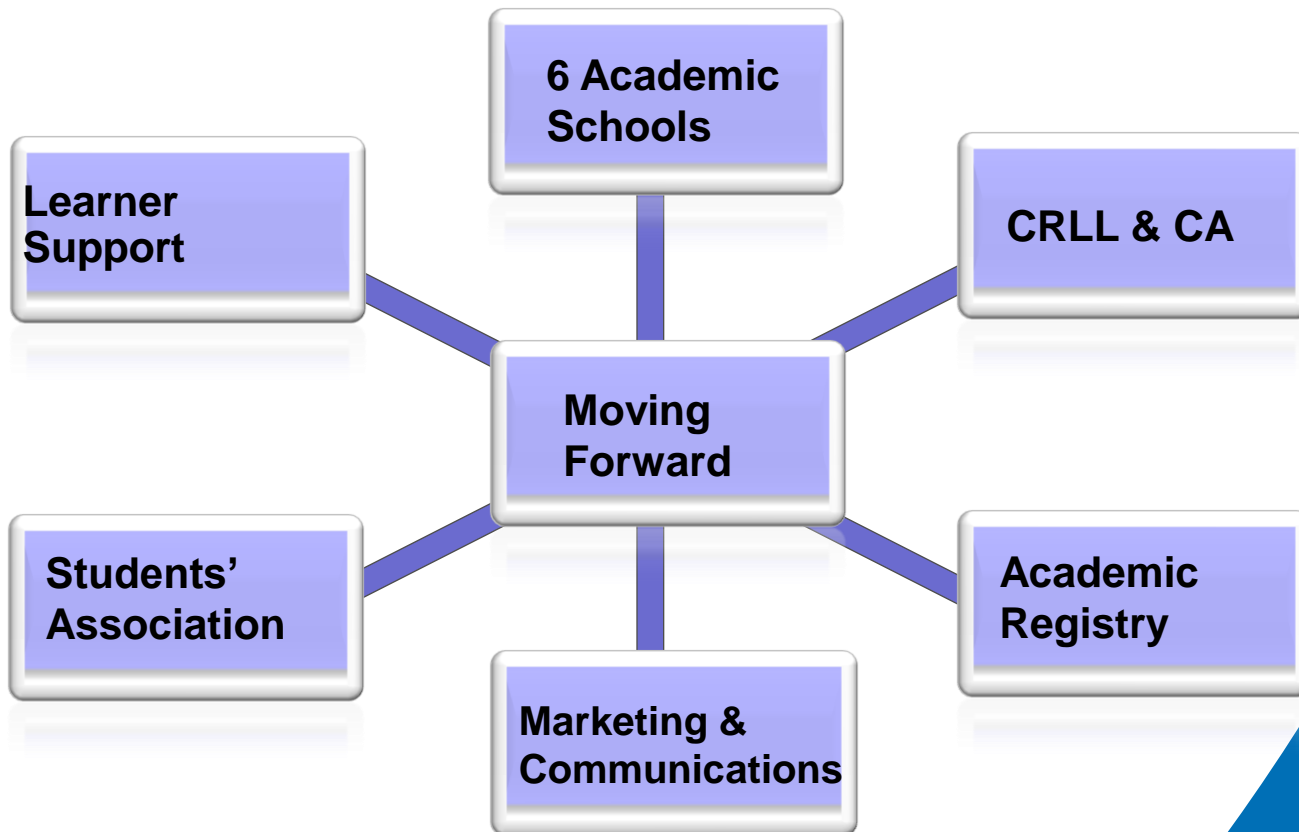 6 Academic
Schools
Learner
Support
CRLL & CA
Moving
Forward
Students’
Association
Academic
Registry
Marketing &
Communications